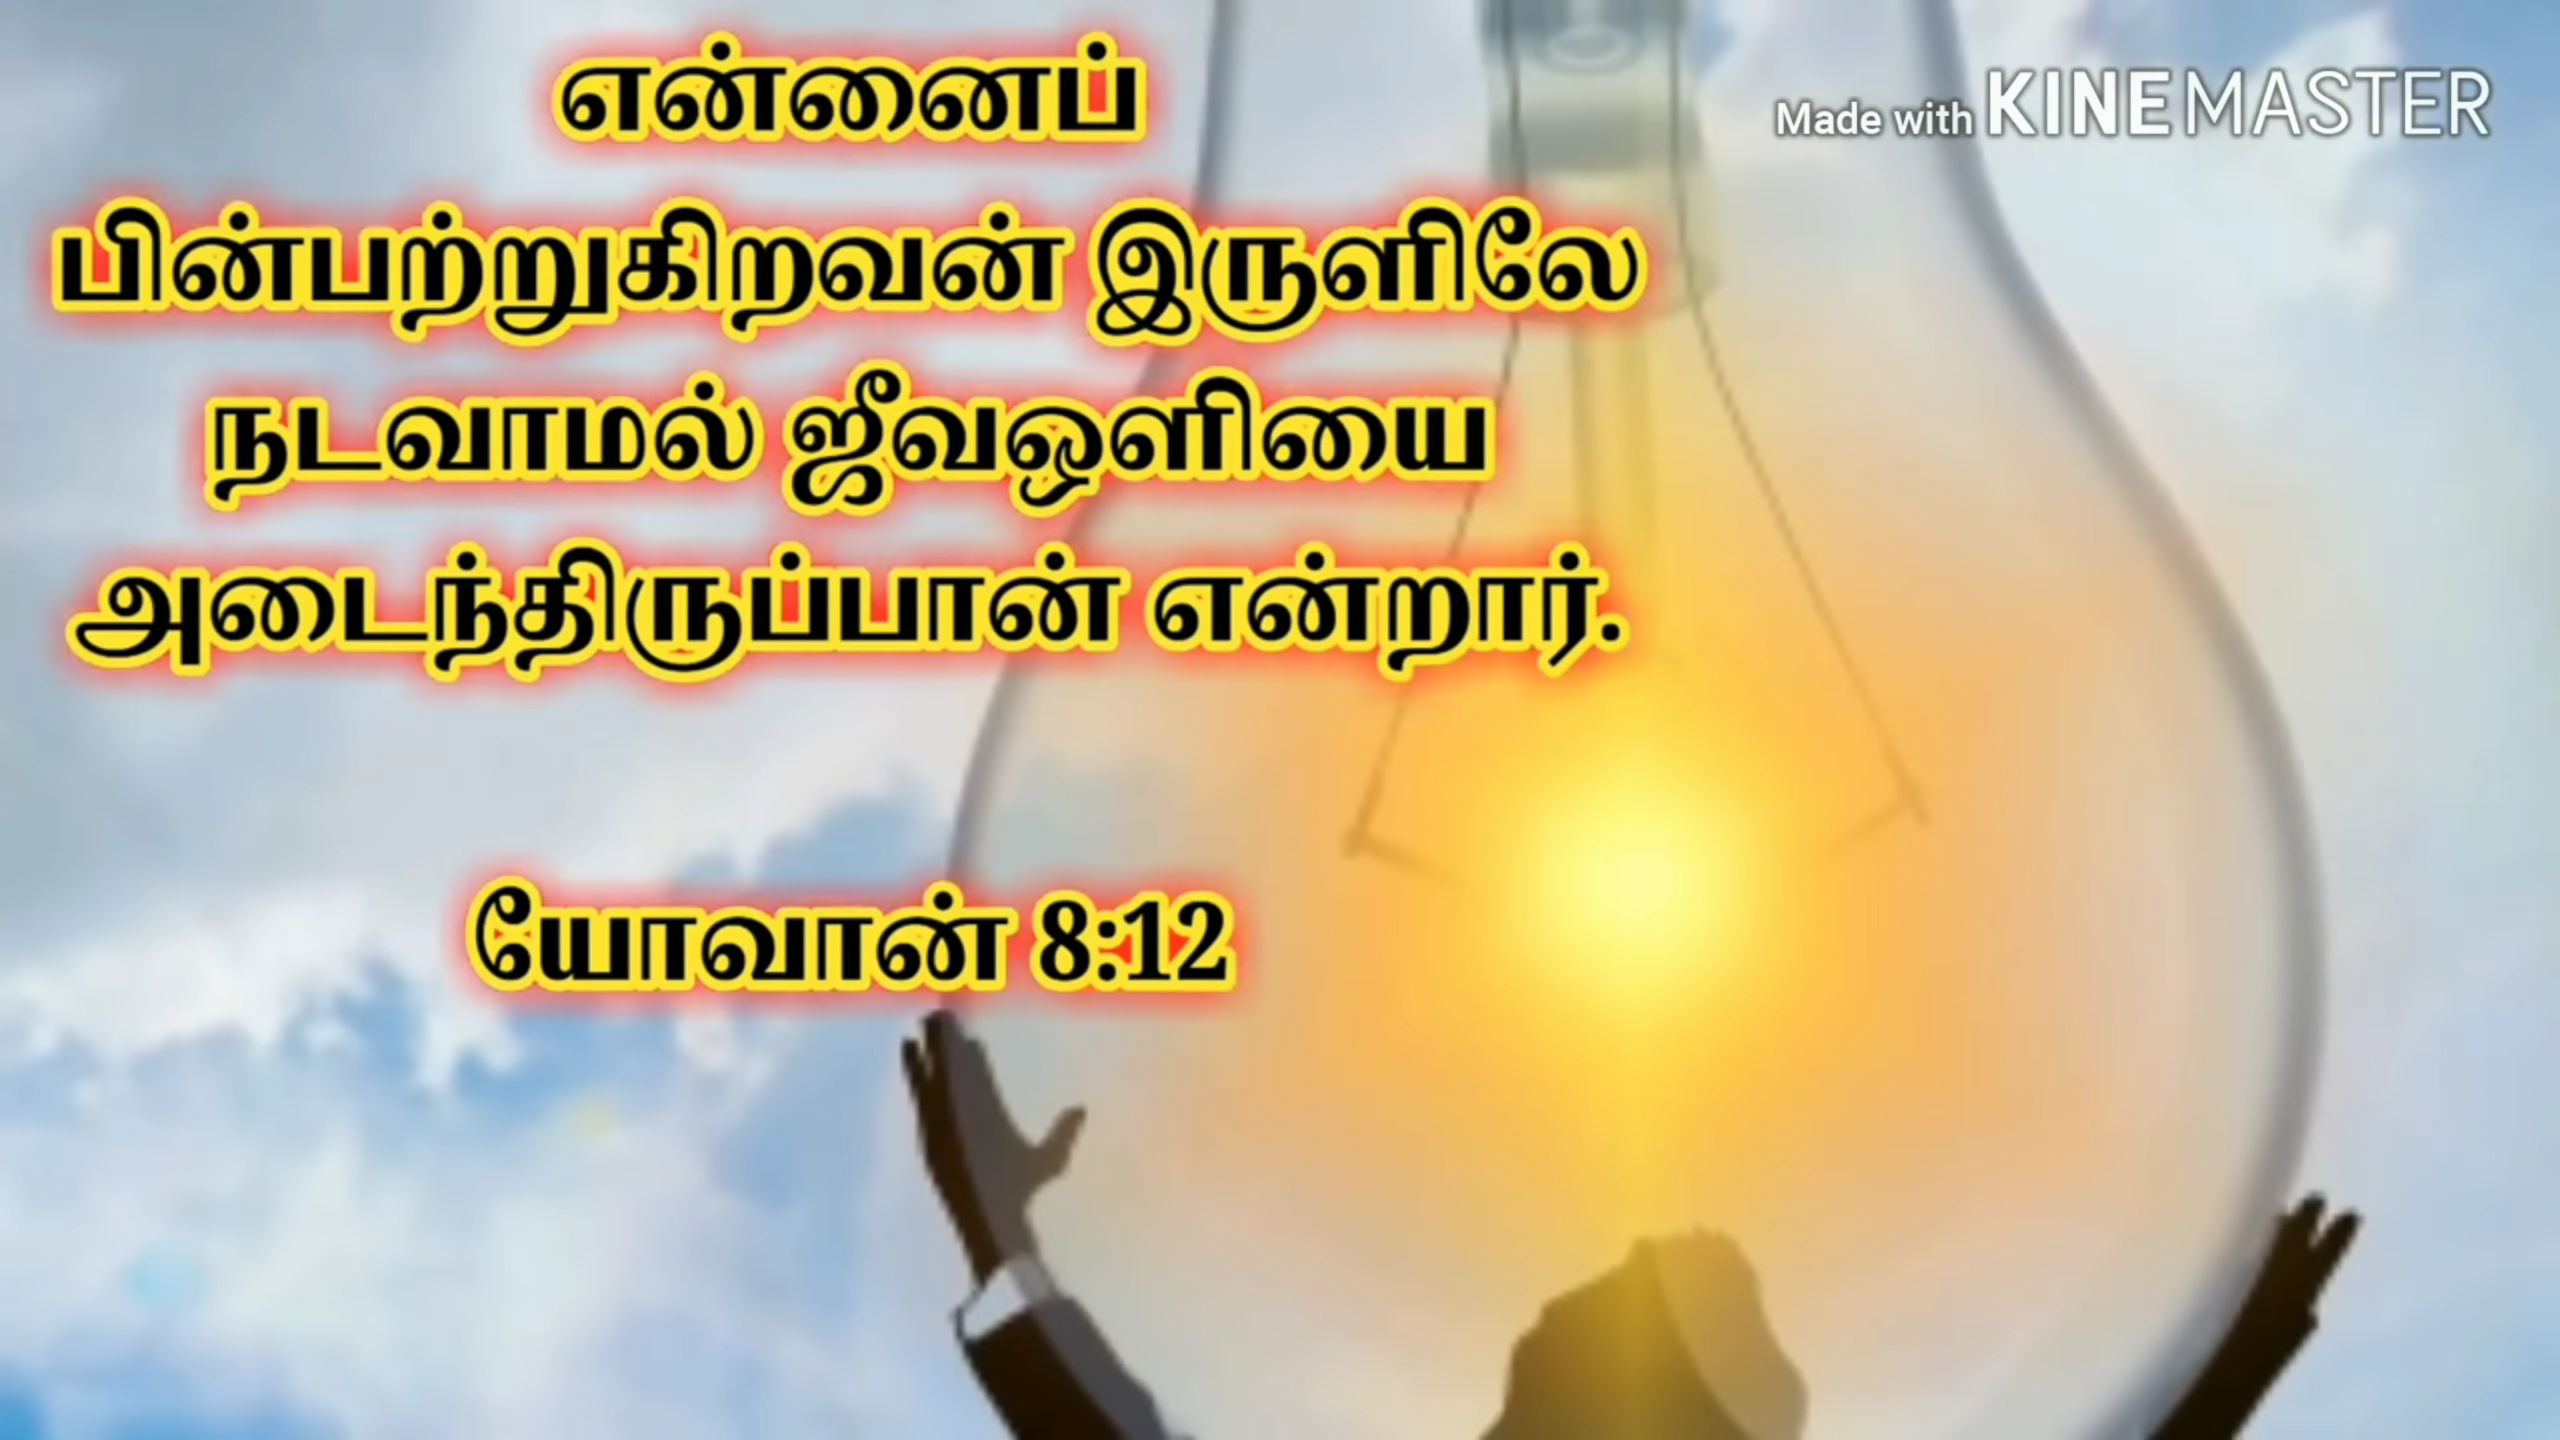 என்னைப்
Made with KINEMASTER
பின்பற்றுகிறவன் இருளிலே
நடவாமல் ஜீவஒளியை
அடைந்திருப்பான் என்றார்.
யோவான் 8:12